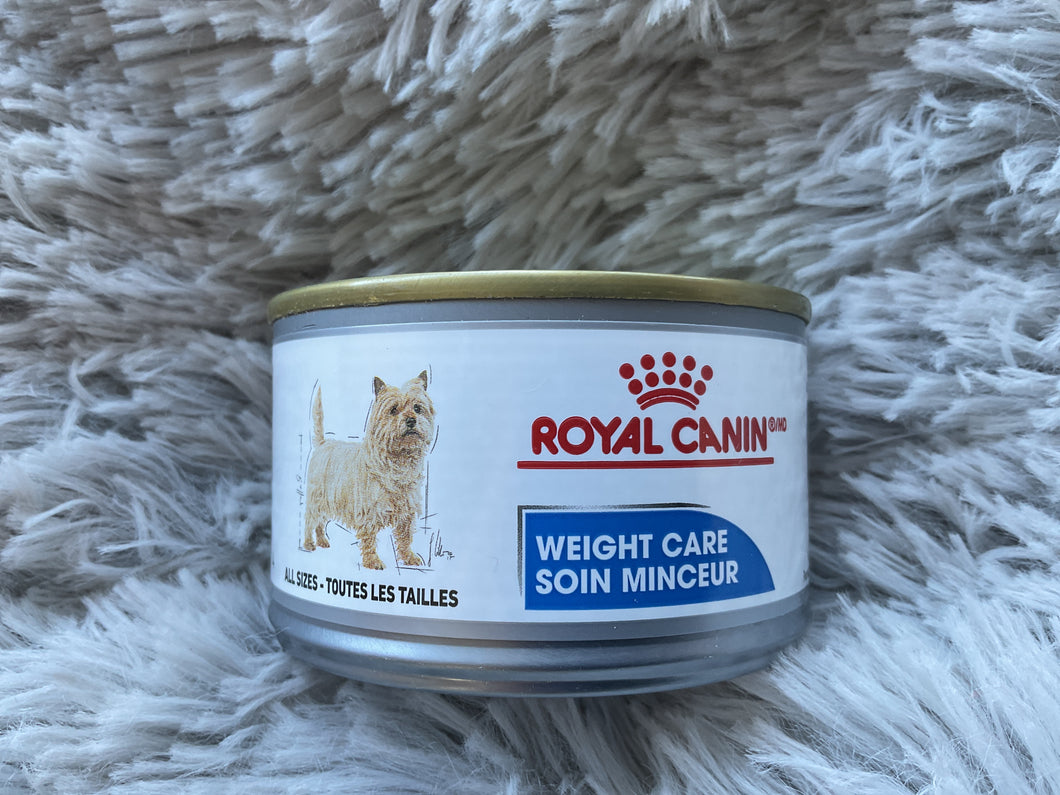 ROYAL CANIN®/MD
WEIGHT CARE
SOIN MINCEUR
ALL SIZES - TOUTES LES TAILLES